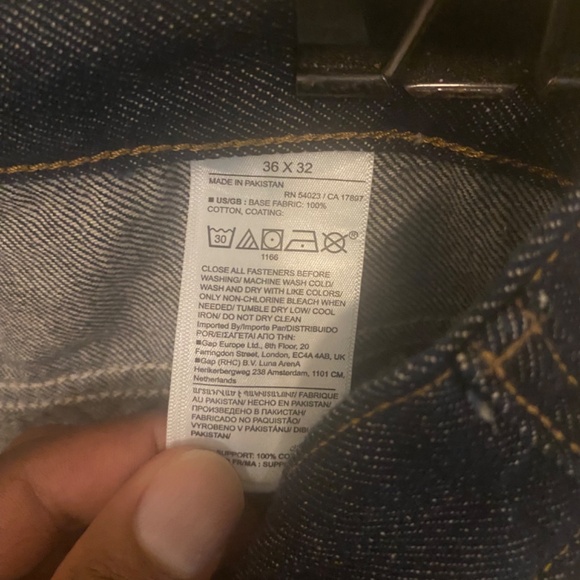 36 X 32
MADE IN PAKISTAN
RN 54023 / CA 17897
■ US/GB : BASE FABRIC: 100%
COTTON, COATING:
30
®
1166
CLOSE ALL FASTENERS BEFORE
WASHING/ MACHINE WASH COLD/
WASH AND DRY WITH LIKE COLORS/
ONLY NON-CHLORINE BLEACH WHEN
NEEDED/ TUMBLE DRY LOW/ COOL
IRON/ DO NOT DRY CLEAN
Imported By/Importe Par/DISTRIBUIDO
POR/ΕΙΣΑΓΕΤΑΙ ΑΠΟ ΤΗΝ:
■Gap Europe Ltd., 8th Floor, 20
Farringdon Street, London, EC4A 4AB, UK
■Gap (RHC) B.V. Luna ArenA
Herikerbergweg 238 Amsterdam, 1101 CM,
Netherlands
FABRIQUE
AU PAKISTAN/ HECHO EN PAKISTAN/
ПРОИЗВЕДЕНО В ПАКИСТАН/
FABRICADO NO PAQUISTÃO/
VYROBENO V PÁKISTÁNU/
PAKISTAN/
SUPPORT: 100%